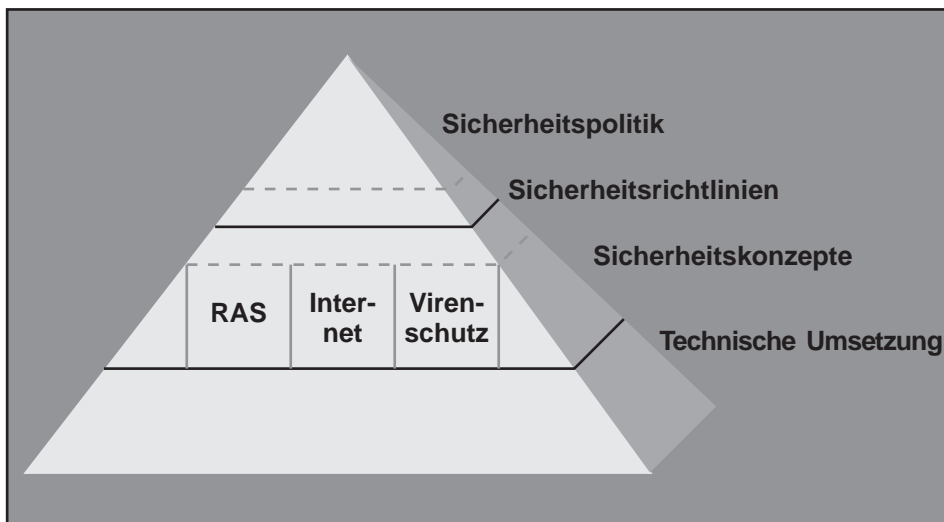 Sicherheitspolitik
Sicherheitsrichtlinien
Sicherheitskonzepte
RAS
Inter-
net
Viren-
schutz
Technische Umsetzung